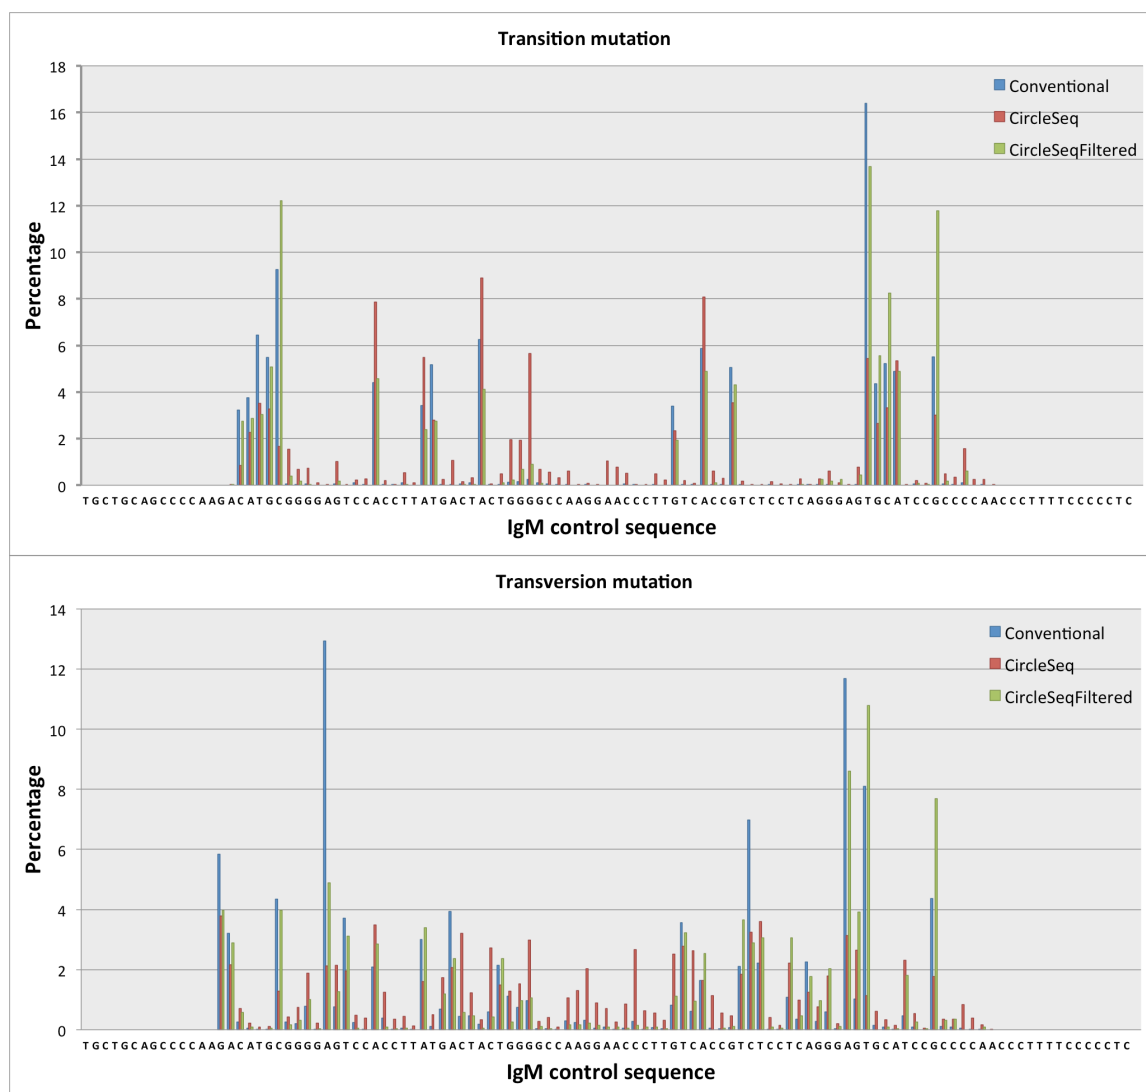 Transition mutation
18
16
14
12
10
8
6
4
2
0
Percentage
Conventional
CircleSeq
CircleSeqFiltered
T G C T G C A G C C C C A A G A C A T G C G G G G A G T C C A C C T T A T G A C T A C T G G G G C C A A G G A A C C C T T G T C A C C G T C T C C T C A G G G A G T G C A T C C G C C C C A A C C C T T T T C C C C C T C
IgM control sequence
Transversion mutation
14
12
10
8
6
4
2
0
Percentage
Conventional
CircleSeq
CircleSeqFiltered
T G C T G C A G C C C C A A G A C A T G C G G G G A G T C C A C C T T A T G A C T A C T G G G G C C A A G G A A C C C T T G T C A C C G T C T C C T C A G G G A G T G C A T C C G C C C C A A C C C T T T T C C C C C T C
IgM control sequence